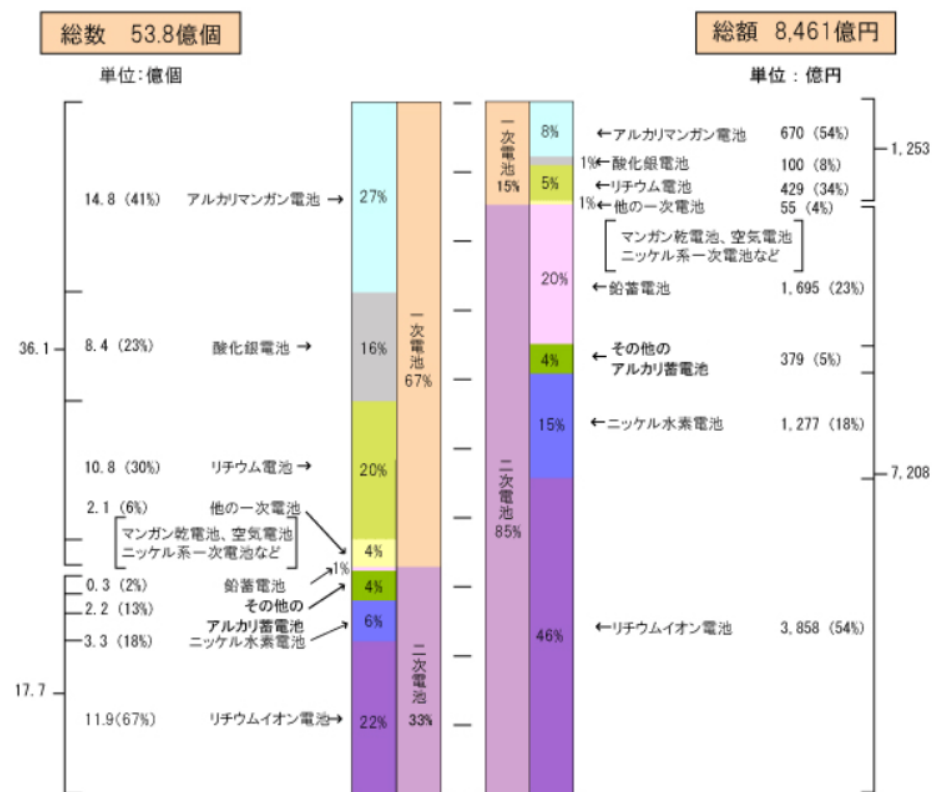 総数 53.8億個
単位:億個
14.8 (41%) アルカリマンガン電池 →
8.4 (23%) 酸化銀電池 →
36.1
10.8 (30%) リチウム電池 →
2.1 (6%) 他の一次電池
マンガン乾電池、空気電池
ニッケル系一次電池など
0.3 (2%) 鉛蓄電池
2.2 (13%) その他の
アルカリ蓄電池
3.3 (18%) ニッケル水素電池
17.7
11.9(67%) リチウムイオン電池→
27%
16%
20%
4%
1%
4%
6%
22%
一次電池
67%
二次電池
33%
総額 8,461億円
単位:億円
一次電池
15%
二次電池
85%
8%
1%
5%
1%
20%
4%
15%
46%
←アルカリマンガン電池 670 (54%)
←酸化銀電池 100 (8%)
←リチウム電池 429 (34%)
←他の一次電池 55 (4%)
1,253
マンガン乾電池、空気電池
ニッケル系一次電池など
←鉛蓄電池 1,695 (23%)
←その他の
アルカリ蓄電池 379 (5%)
←ニッケル水素電池 1,277 (18%)
7,208
←リチウムイオン電池 3,858 (54%)